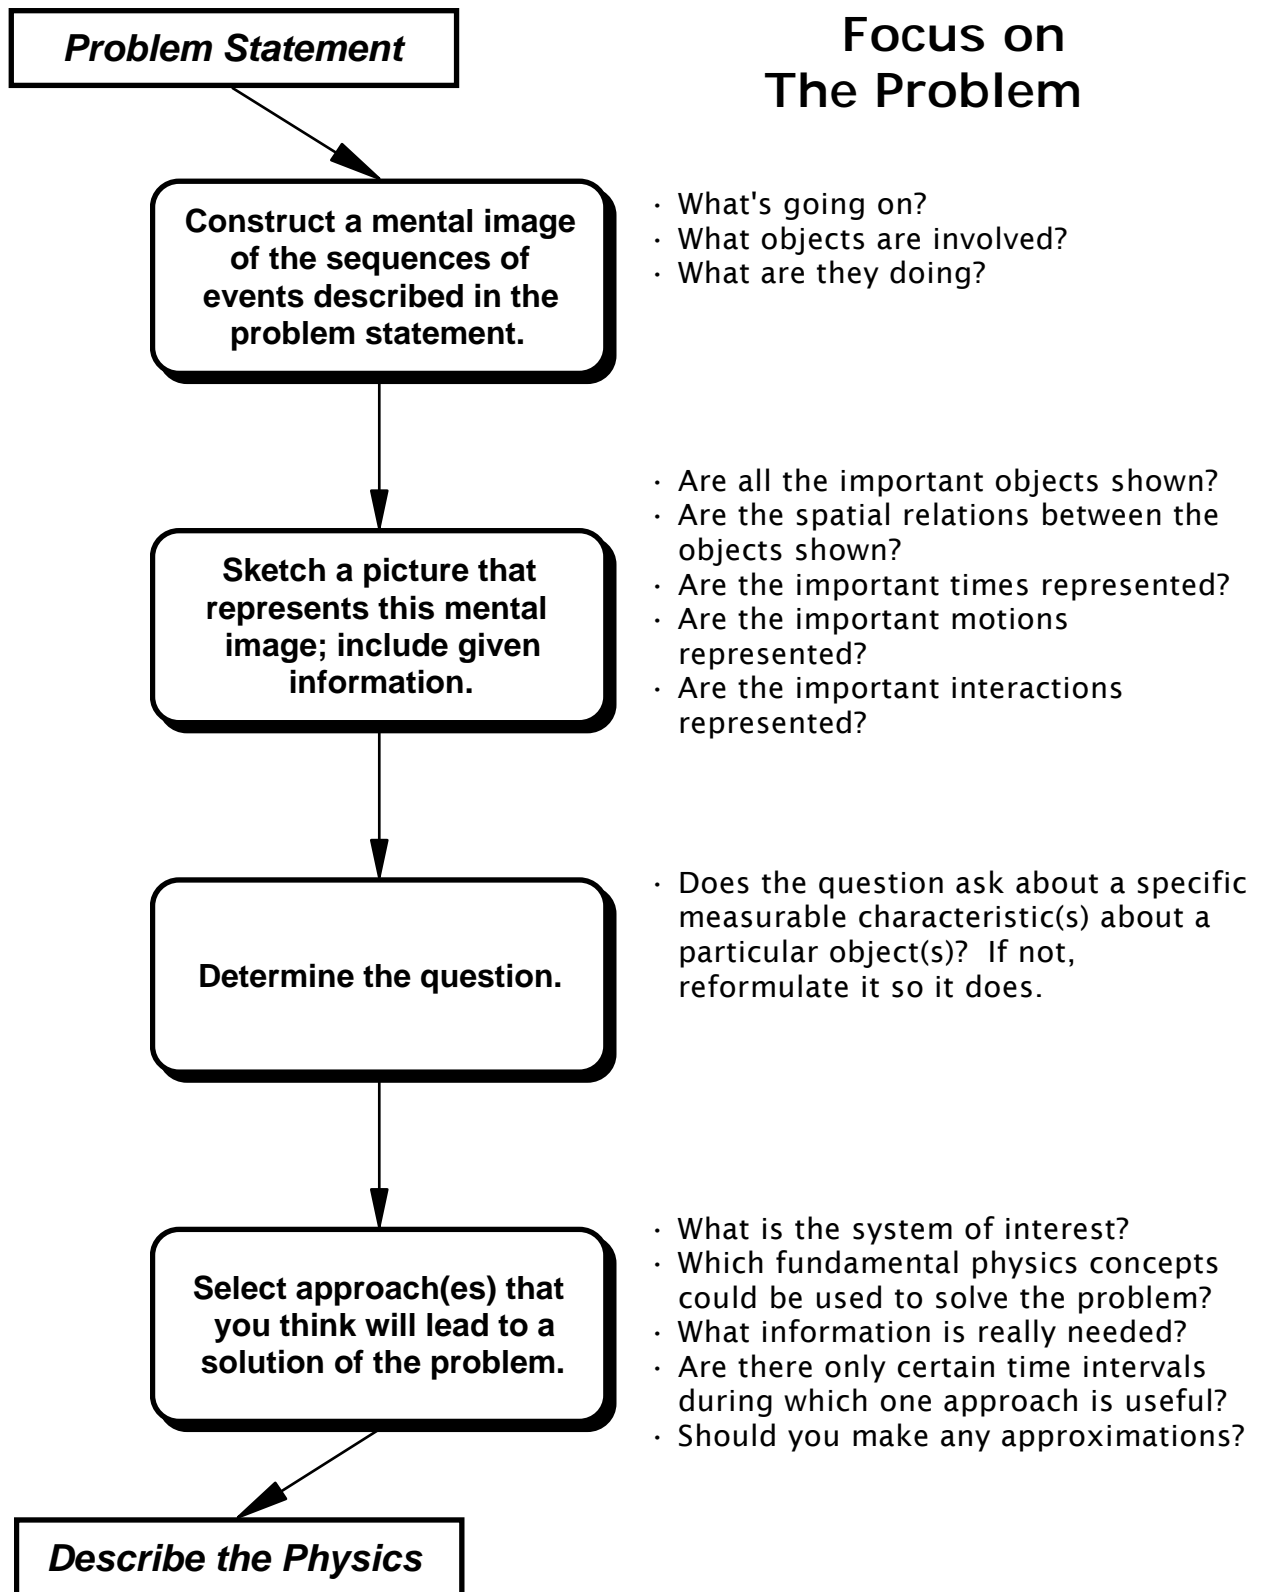 Problem Statement
Focus on
The Problem
Construct a mental image
of the sequences of
events described in the
problem statement.
· What's going on?
· What objects are involved?
· What are they doing?
Sketch a picture that
represents this mental
image; include given
information.
· Are all the important objects shown?
· Are the spatial relations between the
objects shown?
· Are the important times represented?
· Are the important motions
represented?
· Are the important interactions
represented?
Determine the question.
· Does the question ask about a specific
measurable characteristic(s) about a
particular object(s)?  If not,
reformulate it so it does.
Select approach(es) that
you think will lead to a
solution of the problem.
· What is the system of interest?
· Which fundamental physics concepts
could be used to solve the problem?
· What information is really needed?
· Are there only certain time intervals
during which one approach is useful?
· Should you make any approximations?
Describe the Physics